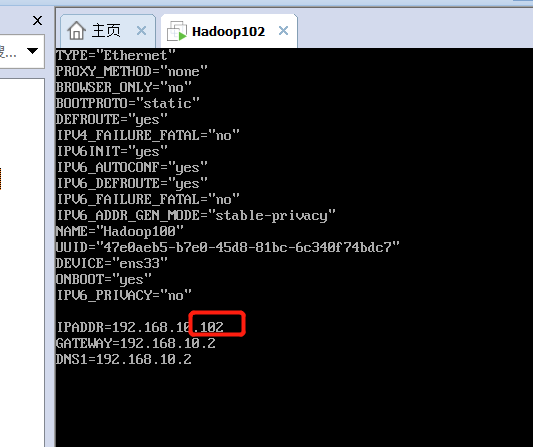 主页
Hadoop102
搜...
TYPE="Ethernet"
PROXY_METHOD="none"
BROWSER_ONLY="no"
BOOTPROTO="static"
DEFROUTE="yes"
IPV4_FAILURE_FATAL="no"
IPV6INIT="yes"
IPV6_AUTOCONF="yes"
IPV6_DEFROUTE="yes"
IPV6_FAILURE_FATAL="no"
IPV6_ADDR_GEN_MODE="stable-privacy"
NAME="Hadoop100"
UUID="47e0aeb5-b7e0-45d8-81bc-6c340f74bdc7"
DEVICE="ens33"
ONBOOT="yes"
IPV6_PRIVACY="no"
IPADDR=192.168.10.102
GATEWAY=192.168.10.2
DNS1=192.168.10.2